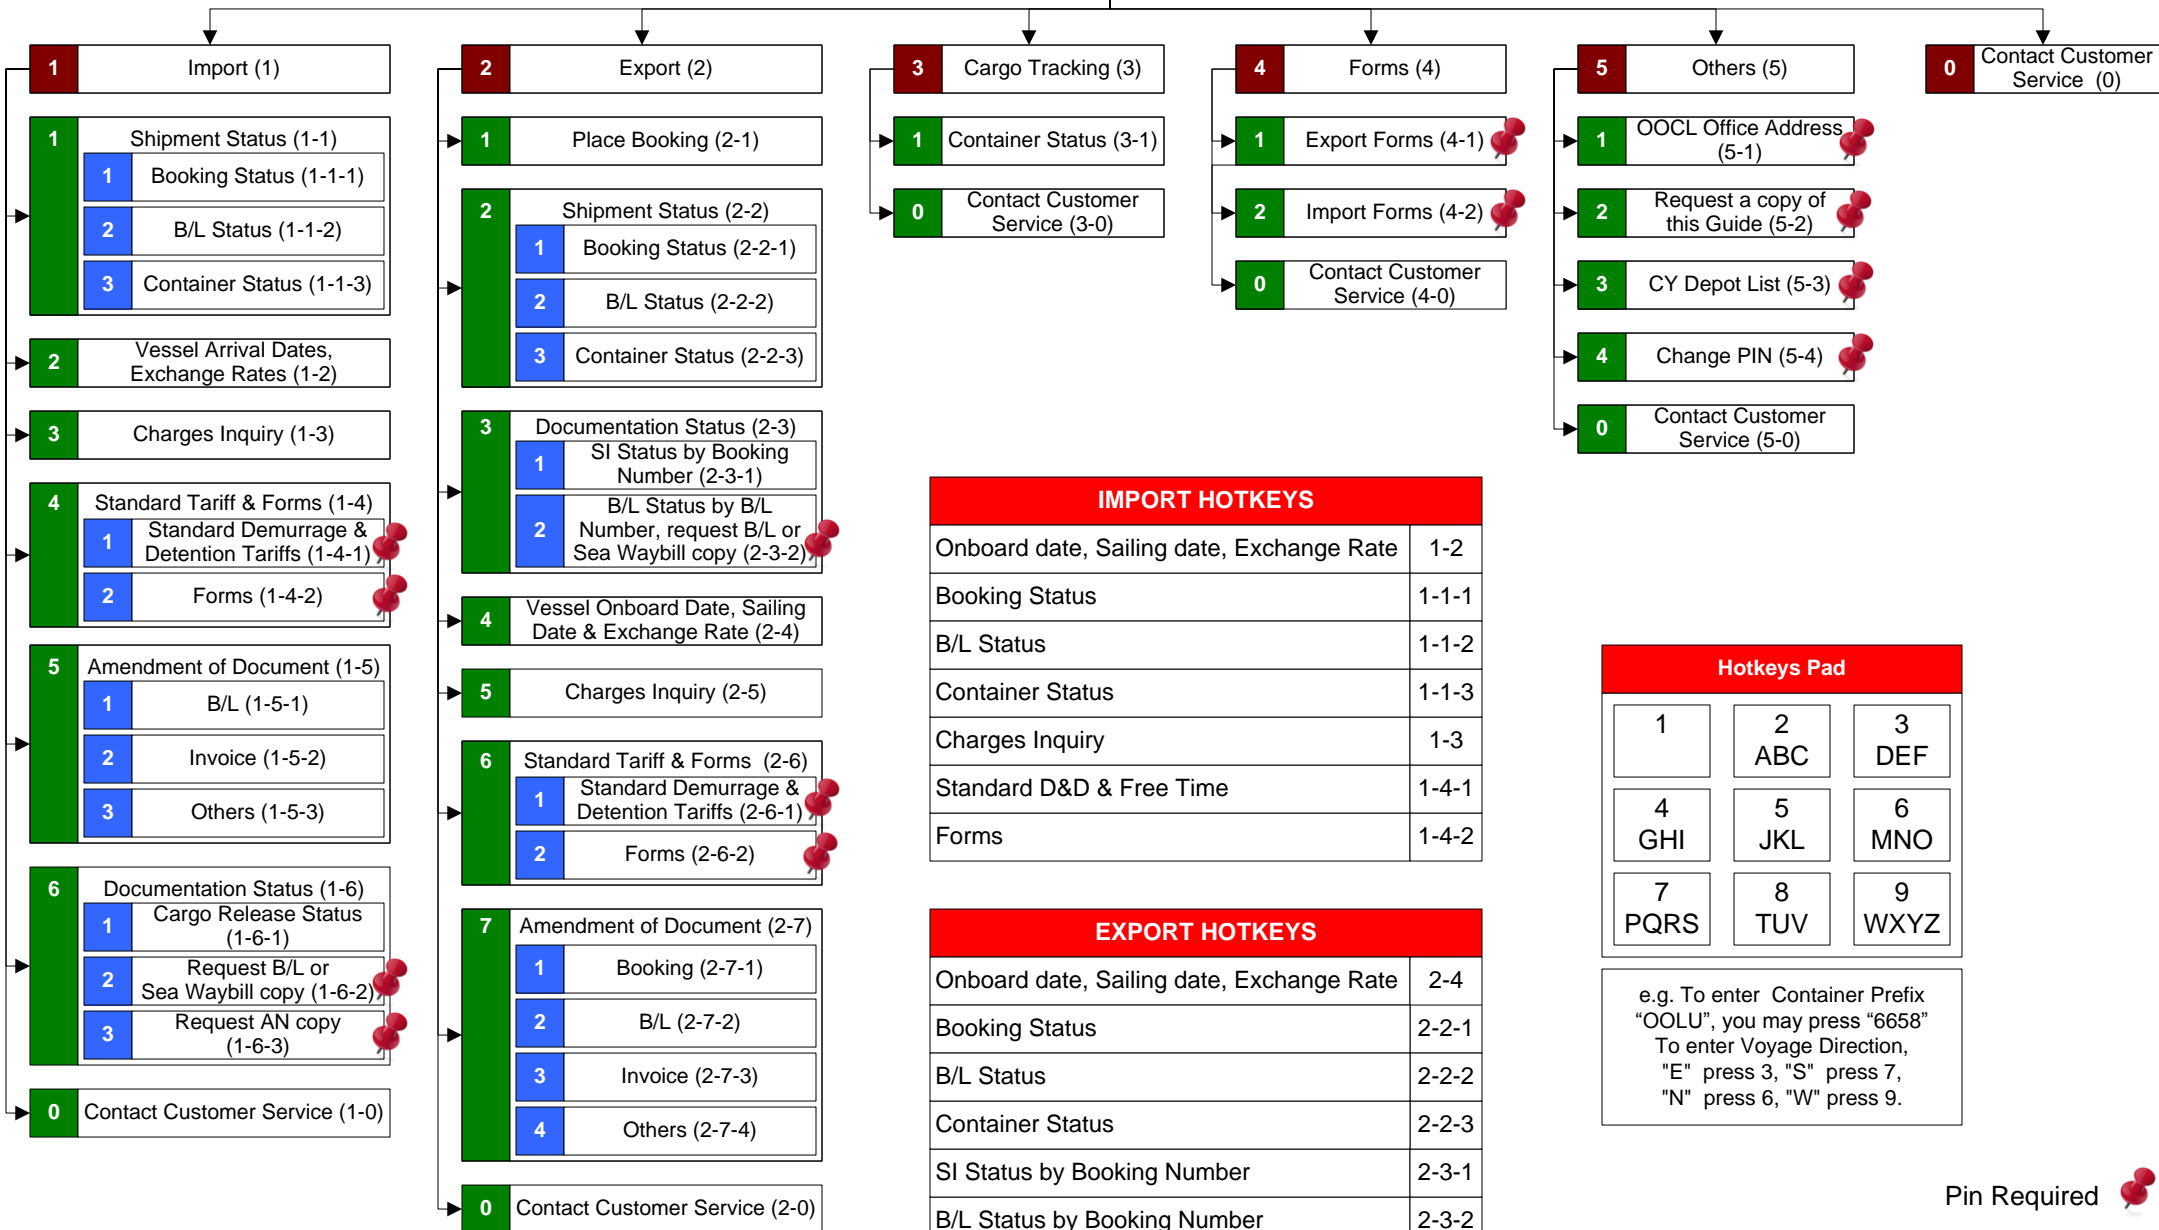 1
Import (1)
1
Shipment Status (1-1)
1
Booking Status (1-1-1)
2
B/L Status (1-1-2)
3
Container Status (1-1-3)
2
Vessel Arrival Dates,
Exchange Rates (1-2)
3
Charges Inquiry (1-3)
4
Standard Tariff & Forms (1-4)
1
Standard Demurrage &
Detention Tariffs (1-4-1)
2
Forms (1-4-2)
5
Amendment of Document (1-5)
1
B/L (1-5-1)
2
Invoice (1-5-2)
3
Others (1-5-3)
6
Documentation Status (1-6)
1
Cargo Release Status
(1-6-1)
2
Request B/L or
Sea Waybill copy (1-6-2)
3
Request AN copy
(1-6-3)
0
Contact Customer Service (1-0)
2
Export (2)
1
Place Booking (2-1)
2
Shipment Status (2-2)
1
Booking Status (2-2-1)
2
B/L Status (2-2-2)
3
Container Status (2-2-3)
3
Documentation Status (2-3)
1
SI Status by Booking
Number (2-3-1)
2
B/L Status by B/L
Number, request B/L or
Sea Waybill copy (2-3-2)
4
Vessel Onboard Date, Sailing
Date & Exchange Rate (2-4)
5
Charges Inquiry (2-5)
6
Standard Tariff & Forms (2-6)
1
Standard Demurrage &
Detention Tariffs (2-6-1)
2
Forms (2-6-2)
7
Amendment of Document (2-7)
1
Booking (2-7-1)
2
B/L (2-7-2)
3
Invoice (2-7-3)
4
Others (2-7-4)
0
Contact Customer Service (2-0)
3
Cargo Tracking (3)
1
Container Status (3-1)
0
Contact Customer
Service (3-0)
4
Forms (4)
1
Export Forms (4-1)
2
Import Forms (4-2)
0
Contact Customer
Service (4-0)
5
Others (5)
1
OOCL Office Address
(5-1)
2
Request a copy of
this Guide (5-2)
3
CY Depot List (5-3)
4
Change PIN (5-4)
0
Contact Customer
Service (5-0)
0
Contact Customer
Service (0)
IMPORT HOTKEYS
Onboard date, Sailing date, Exchange Rate 1-2
Booking Status 1-1-1
B/L Status 1-1-2
Container Status 1-1-3
Charges Inquiry 1-3
Standard D&D & Free Time 1-4-1
Forms 1-4-2
EXPORT HOTKEYS
Onboard date, Sailing date, Exchange Rate 2-4
Booking Status 2-2-1
B/L Status 2-2-2
Container Status 2-2-3
SI Status by Booking Number 2-3-1
B/L Status by Booking Number 2-3-2
Hotkeys Pad
1 2 3
ABC DEF
4 5 6
GHI JKL MNO
7 8 9
PQRS TUV WXYZ
e.g. To enter Container Prefix
“OOLU”, you may press “6658”
To enter Voyage Direction,
"E" press 3, "S" press 7,
"N" press 6, "W" press 9.
Pin Required